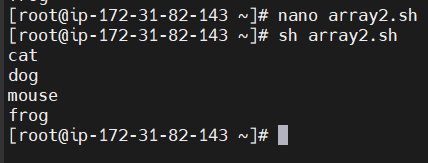 frog
[root@ip-172-31-82-143 ~]# nano array2.sh
[root@ip-172-31-82-143 ~]# sh array2.sh
cat
dog
mouse
frog
[root@ip-172-31-82-143 ~]#